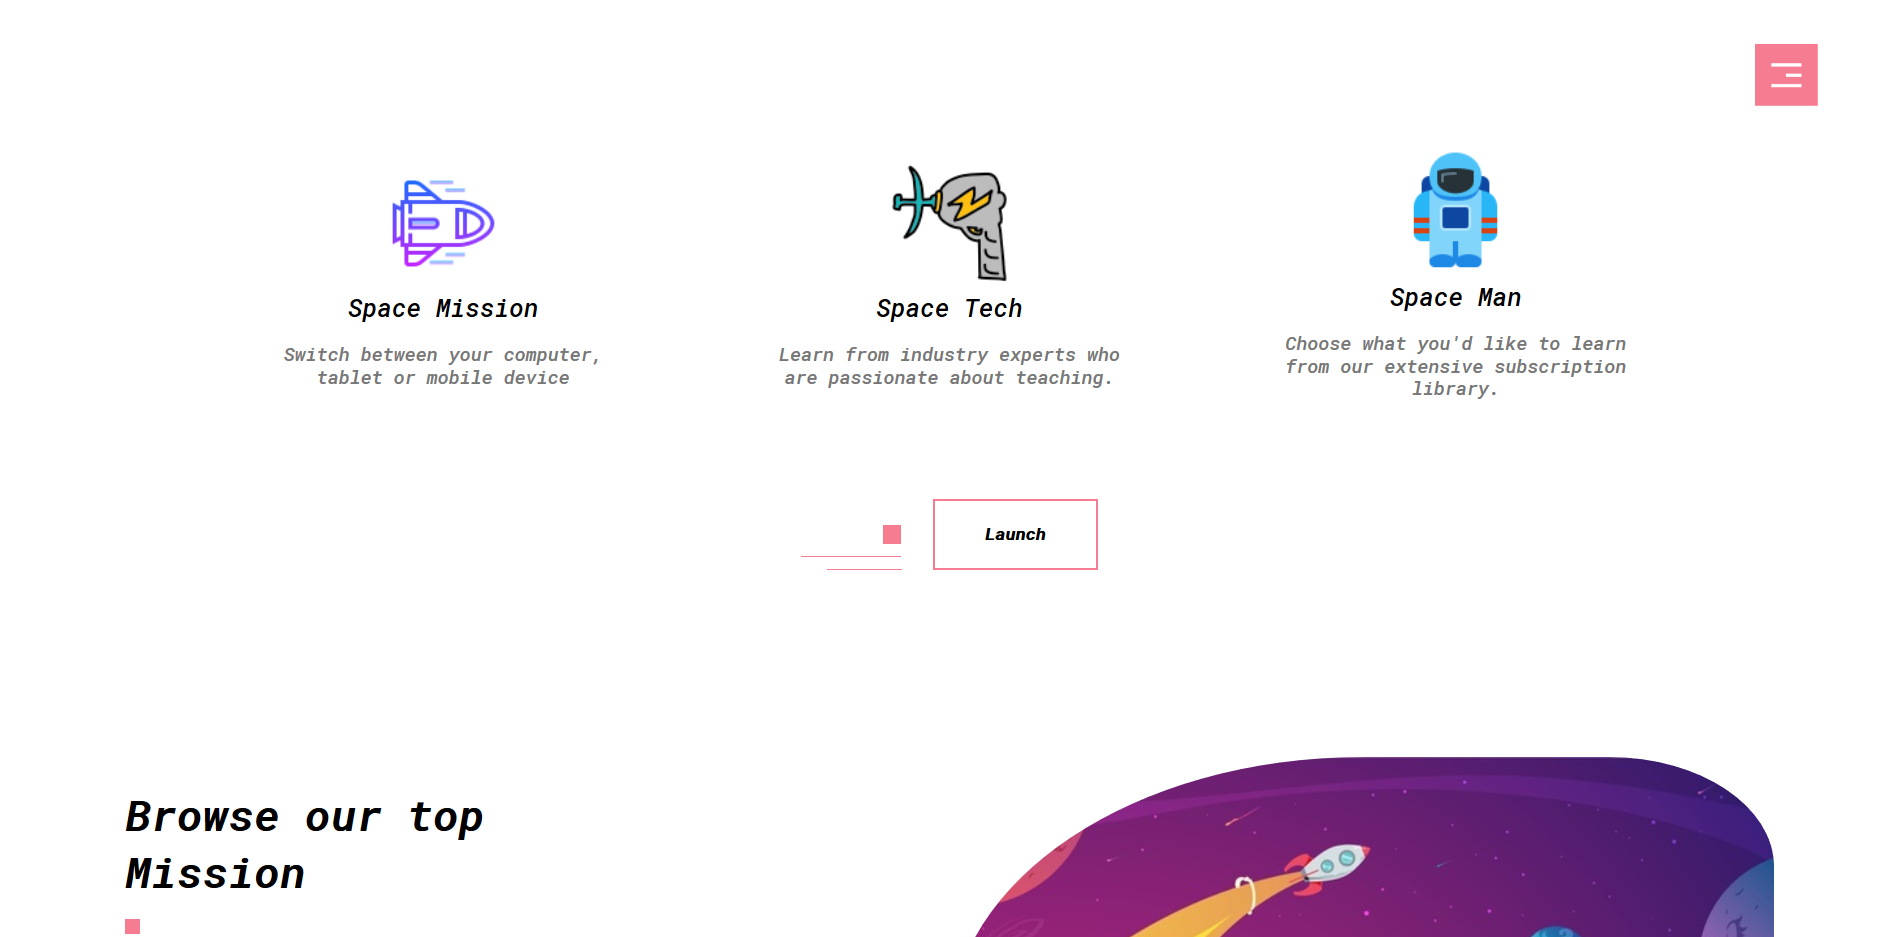 Space Mission
Switch between your computer,
tablet or mobile device
Space Tech
Learn from industry experts who
are passionate about teaching.
Space Man
Choose what you'd like to learn
from our extensive subscription
library.
Launch
Browse our top
Mission